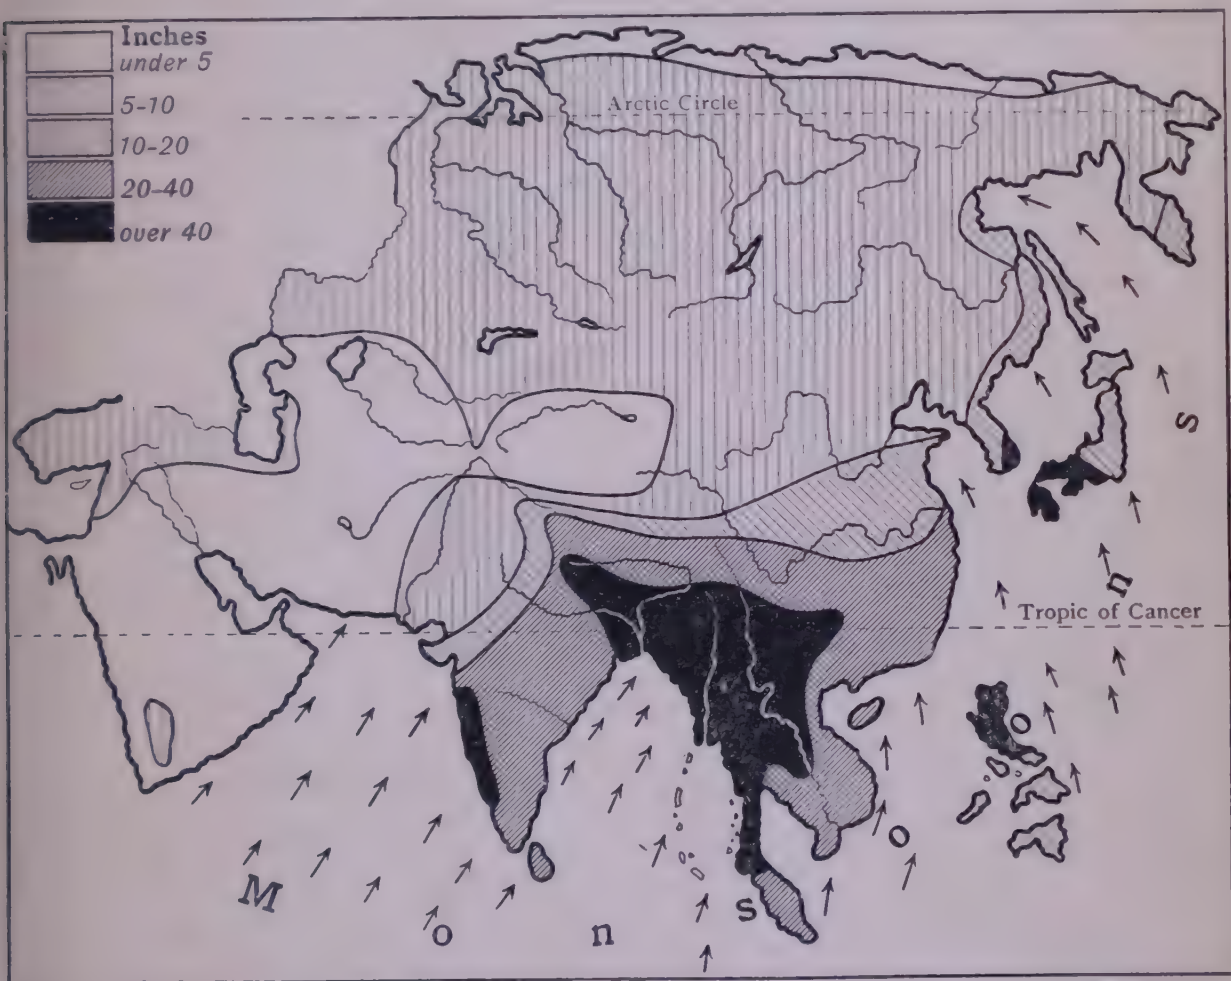 Inches
under 5
5-10
10-20
20-40
over 40
Arctic Circle
Tropic of Cancer
M o n s o o n s